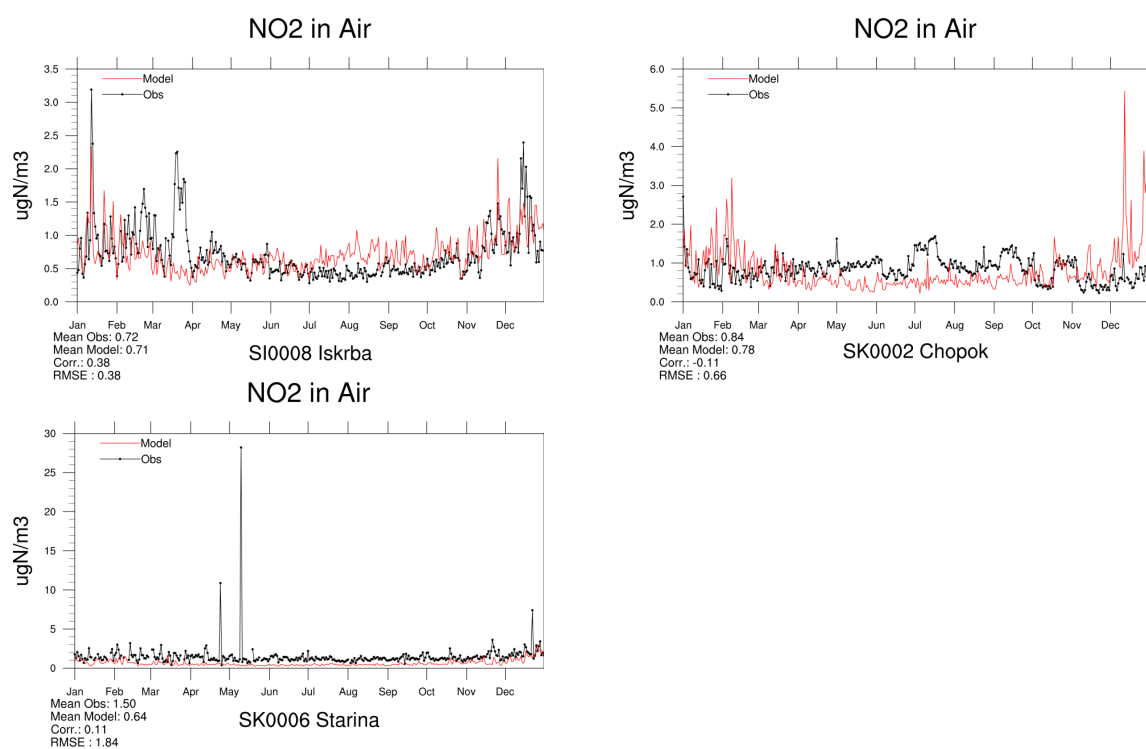 NO2 in Air
3.5
3.0
2.5
2.0
1.5
1.0
0.5
0.0
ugN/m3
Model
Obs
Jan Feb Mar Apr May Jun Jul Aug Sep Oct Nov Dec
Mean Obs: 0.72
Mean Model: 0.71
Corr.: 0.38
RMSE : 0.38
SI0008 Iskrba
NO2 in Air
6.0
5.0
4.0
3.0
2.0
1.0
0.0
ugN/m3
Model
Obs
Jan Feb Mar Apr May Jun Jul Aug Sep Oct Nov Dec
Mean Obs: 0.84
Mean Model: 0.78
Corr.: -0.11
RMSE : 0.66
SK0002 Chopok
NO2 in Air
30
25
20
15
10
5
0
ugN/m3
Model
Obs
Jan Feb Mar Apr May Jun Jul Aug Sep Oct Nov Dec
Mean Obs: 1.50
Mean Model: 0.64
Corr.: 0.11
RMSE : 1.84
SK0006 Starina